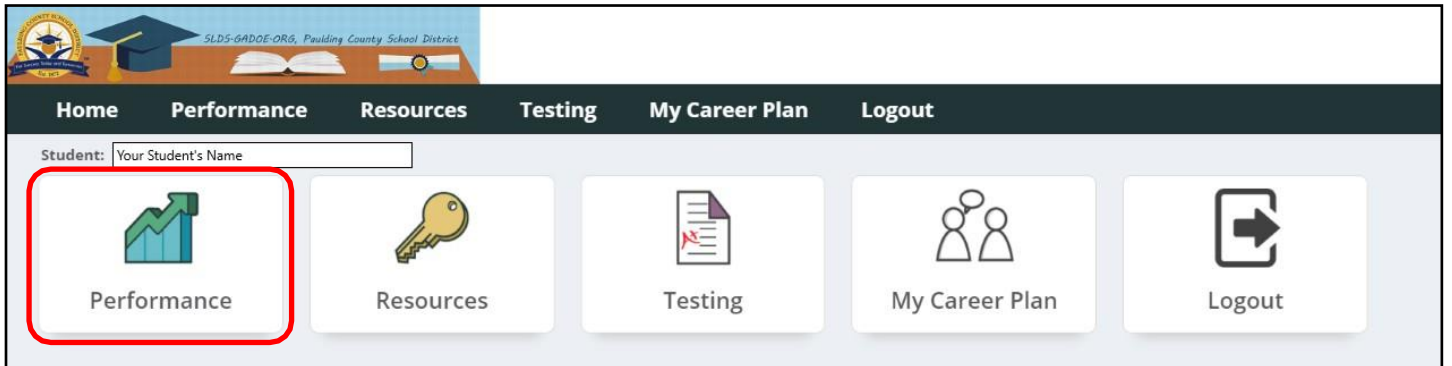 SLDS-GADOE-ORG, Paulding County School District
Home Performance Resources Testing My Career Plan Logout
Student: Your Student's Name
A+
Performance Resources Testing My Career Plan Logout